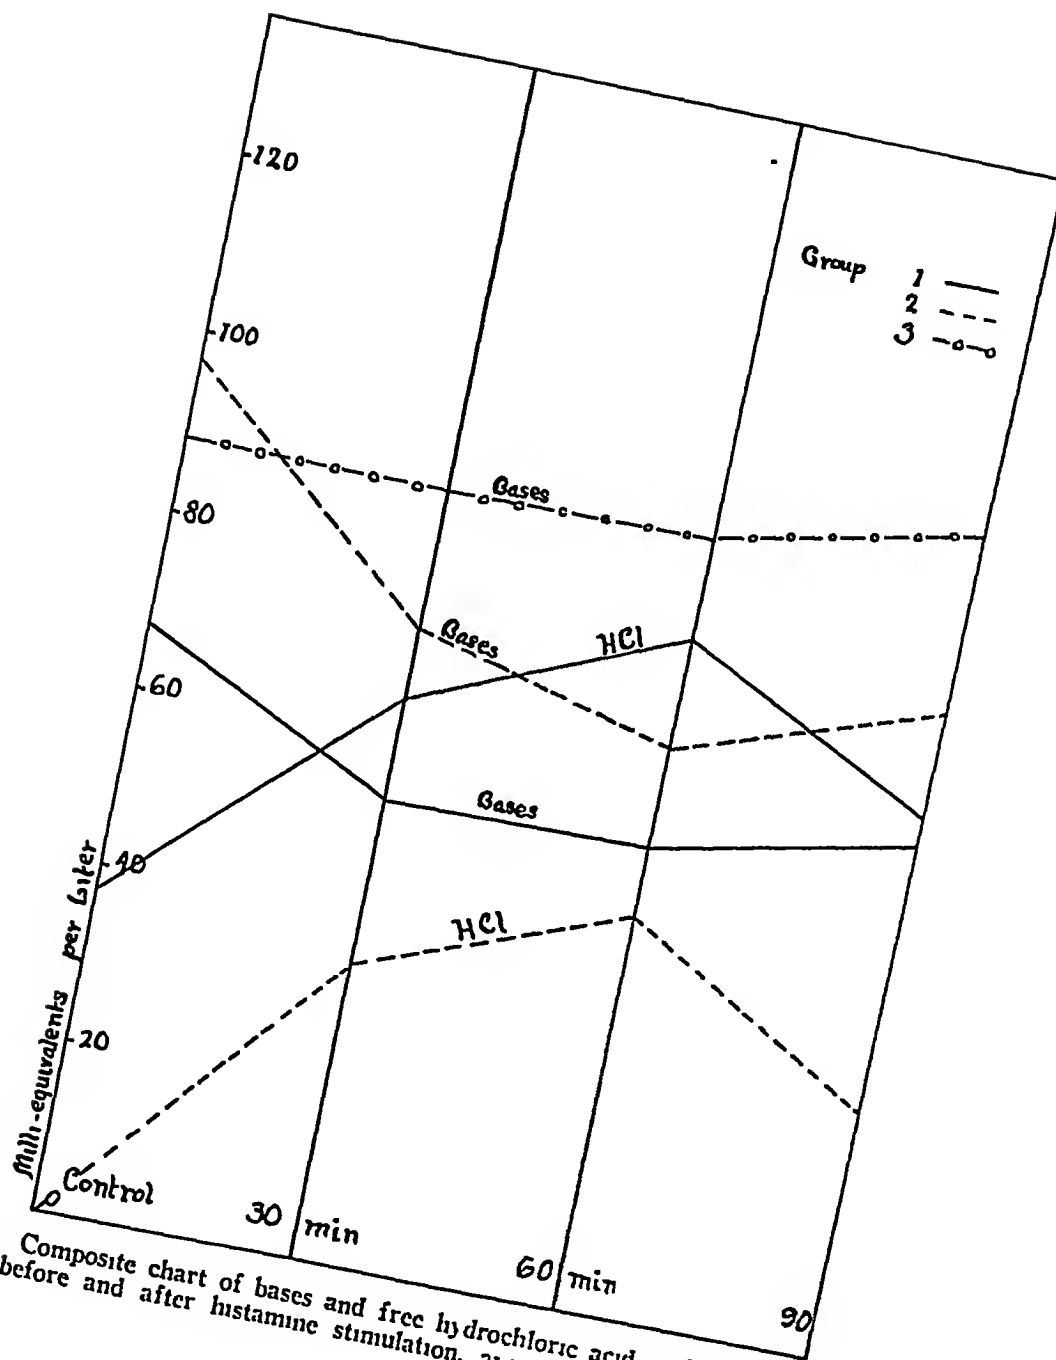 120
Group 1
2
3
100
Bases
80
Bases
HCl
60
Bases
40
Milli-equivalents per Liter
HCl
20
Control
0
30 min
60 min
90
Composite chart of bases and free hydrochloric acid
before and after histamine stimulation,